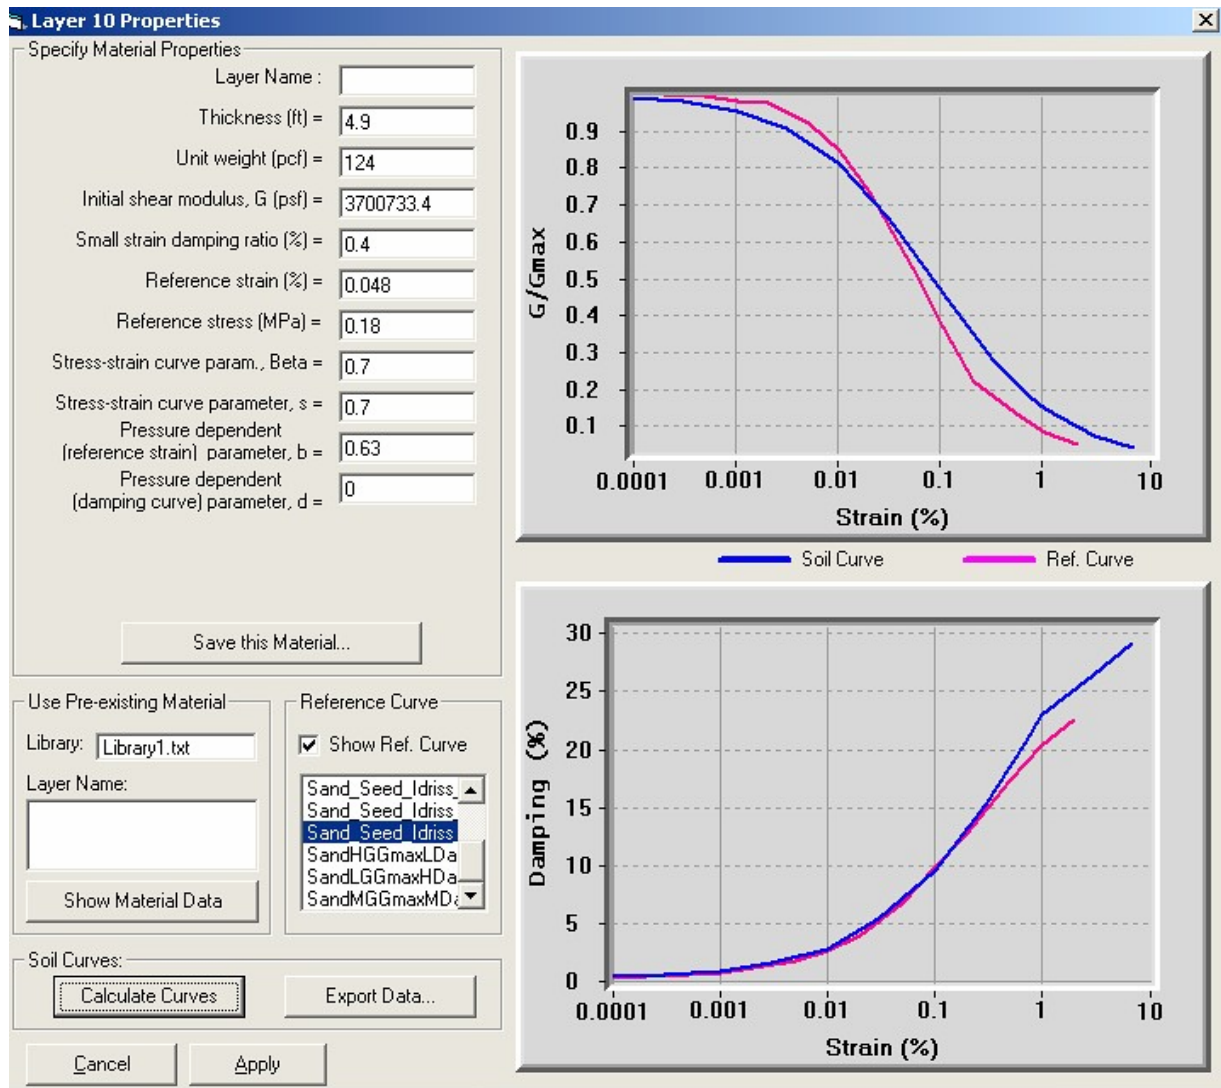 Layer 10 Properties
Specify Material Properties
Layer Name :
Thickness (ft) = 4.9
Unit weight (pcf) = 124
Initial shear modulus, G (psf) = 3700733.4
Small strain damping ratio (%) = 0.4
Reference strain (%) = 0.048
Reference stress (MPa) = 0.18
Stress-strain curve param., Beta = 0.7
Stress-strain curve parameter, s = 0.7
Pressure dependent
(reference strain) parameter, b = 0.63
Pressure dependent
(damping curve) parameter, d = 0
Save this Material...
Use Pre-existing Material
Library: Library1.txt
Layer Name:
Show Material Data
Reference Curve
Show Ref. Curve
Sand_Seed_Idriss_
Sand_Seed_Idriss
Sand_Seed_Idriss
SandHGGmaxLDa
SandLGGmaxHDa
SandMGGmaxMDa
Soil Curves:
Calculate Curves
Export Data...
Cancel
Apply
G/Gmax
0.9
0.8
0.7
0.6
0.5
0.4
0.3
0.2
0.1
0.0001 0.001 0.01 0.1 1 10
Strain (%)
Soil Curve
Ref. Curve
Damping (%)
30
25
20
15
10
5
0
0.0001 0.001 0.01 0.1 1 10
Strain (%)